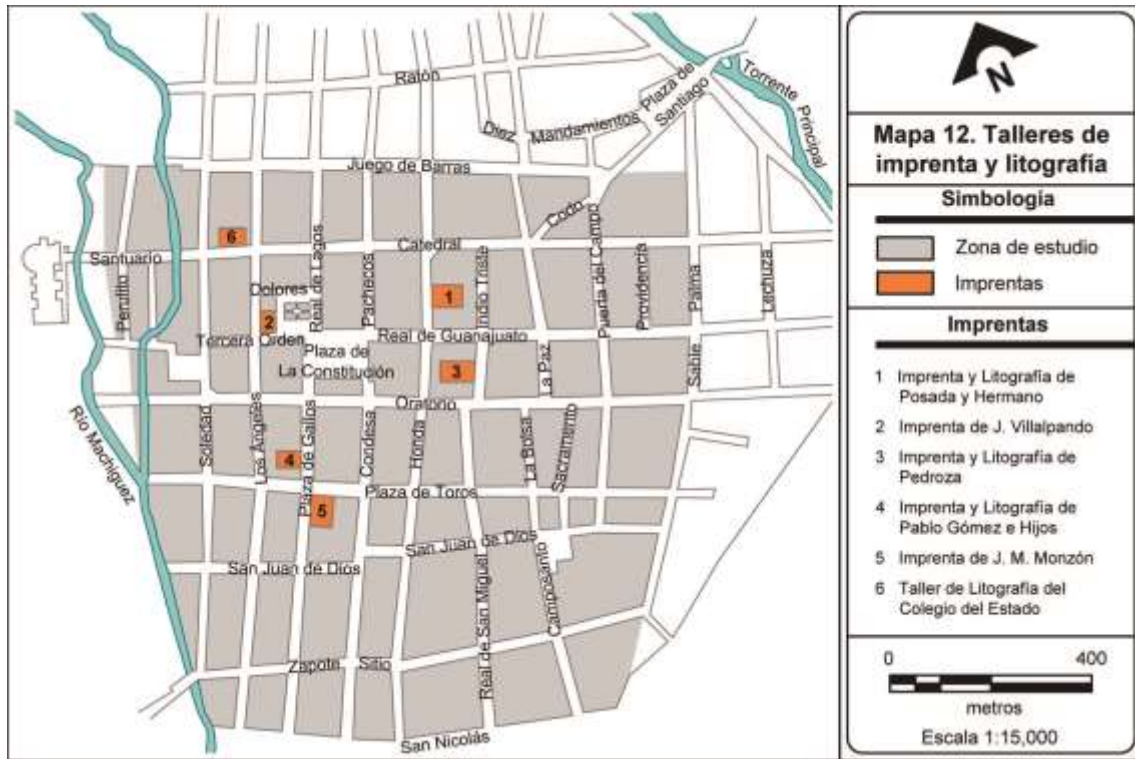 Ratón
Diez
Mandamientos
Plaza de
Santiago
Torrente
Principal
Juego de Barras
Codo
Catedral
Santuario
6
Perulito
Dolores
Real de Lagos
Pachecos
1
Indio Triste
Puerta del Campo
Providencia
Palma
Lechuza
2
Tercera Orden
Real de Guanajuato
Plaza de
La Constitución
3
La Paz
Sable
Oratorio
Río Machiguez
Soledad
Los Ángeles
Plaza de Gallos
Condesa
Honda
La Bolsa
Sacramento
4
Plaza de Toros
5
San Juan de Dios
San Juan de Dios
Real de San Miguel
Camposanto
Zapote
Sitio
San Nicolás
N
Mapa 12. Talleres de
imprenta y litografía
Simbología
Zona de estudio
Imprentas
Imprentas
1 Imprenta y Litografía de
Posada y Hermano
2 Imprenta de J. Villalpando
3 Imprenta y Litografía de
Pedroza
4 Imprenta y Litografía de
Pablo Gómez e Hijos
5 Imprenta de J. M. Monzón
6 Taller de Litografía del
Colegio del Estado
0 400
metros
Escala 1:15,000